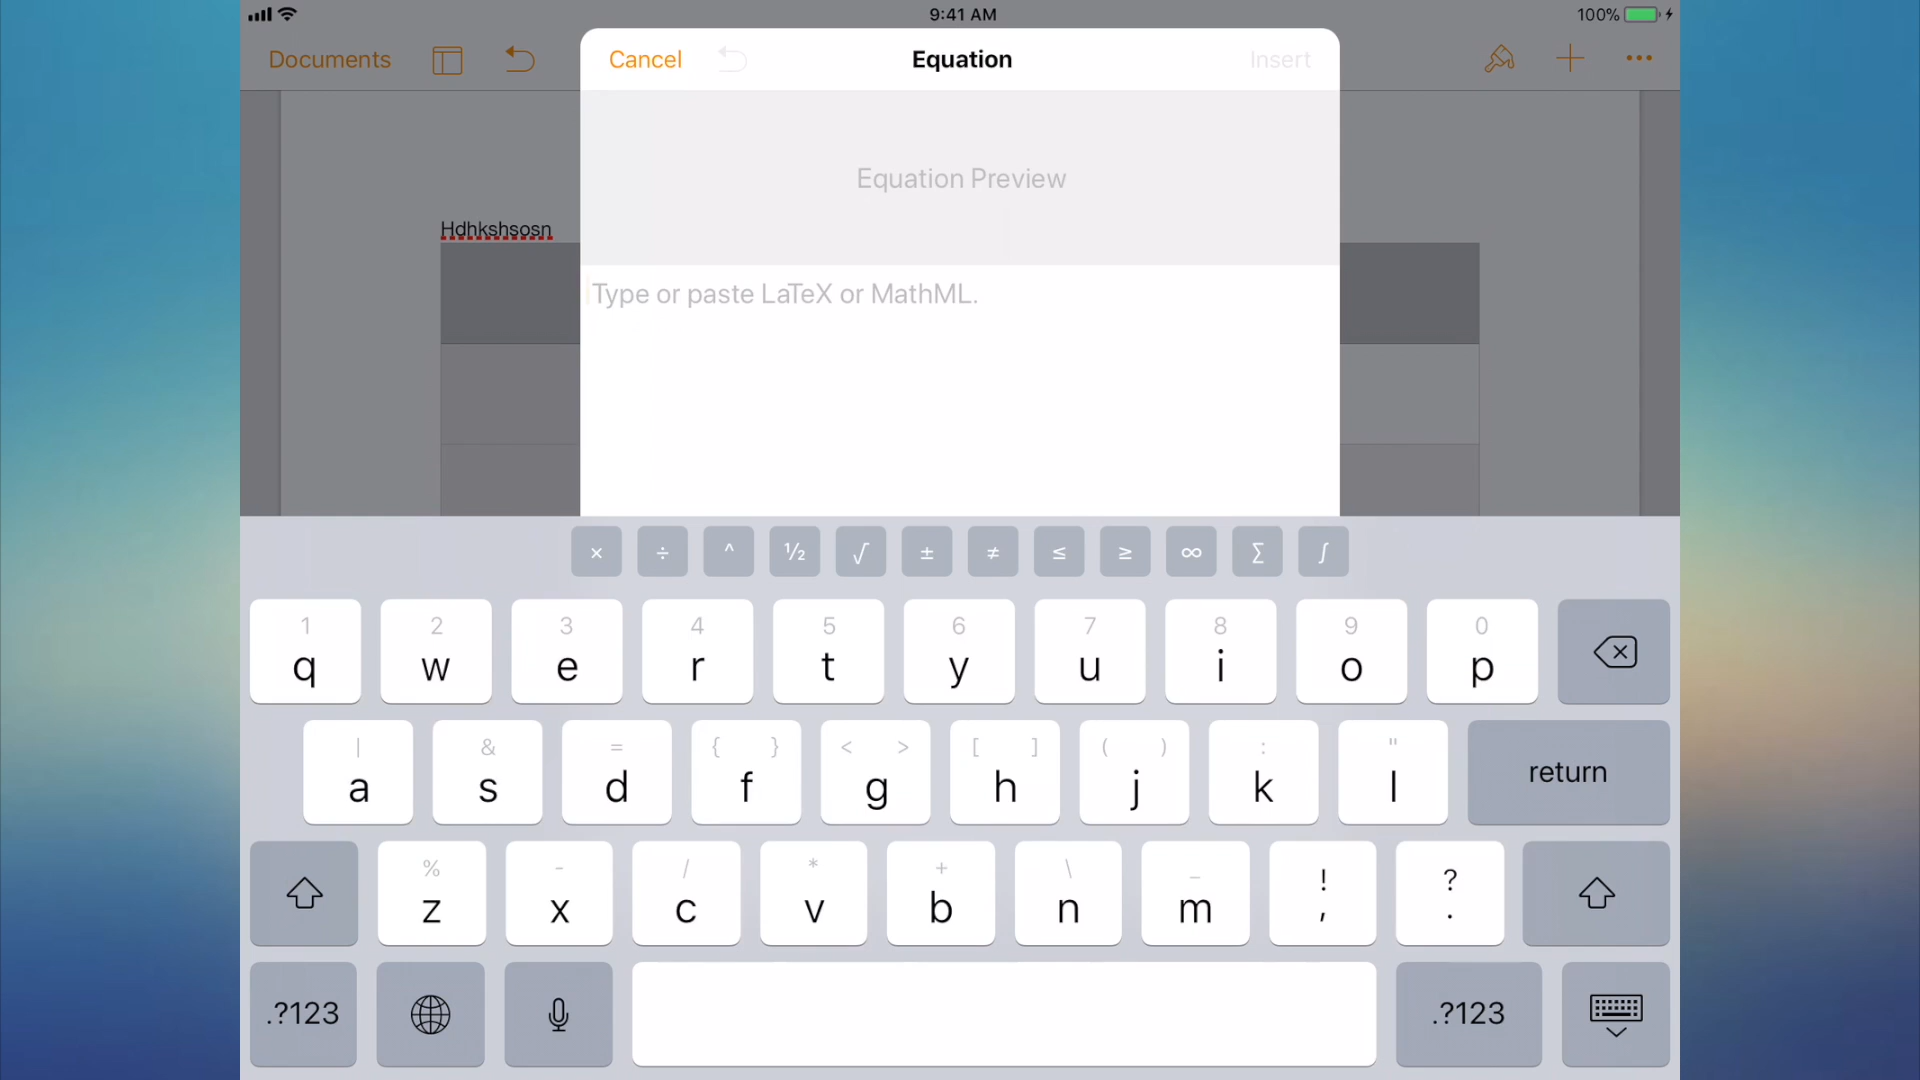 9:41 AM
100%
Documents
Cancel
Equation
Insert
Equation Preview
Hdhkshsosn
Type or paste LaTeX or MathML.
× ÷ ^ ½ √ ± ≠ ≤ ≥ ∞ ∑ ∫
1 2 3 4 5 6 7 8 9 0
q w e r t y u i o p
| & = { } < > [ ] ( ) : "
a s d f g h j k l return
% - / * + \ _ ! ?
z x c v b n m , .
.?123 .?123